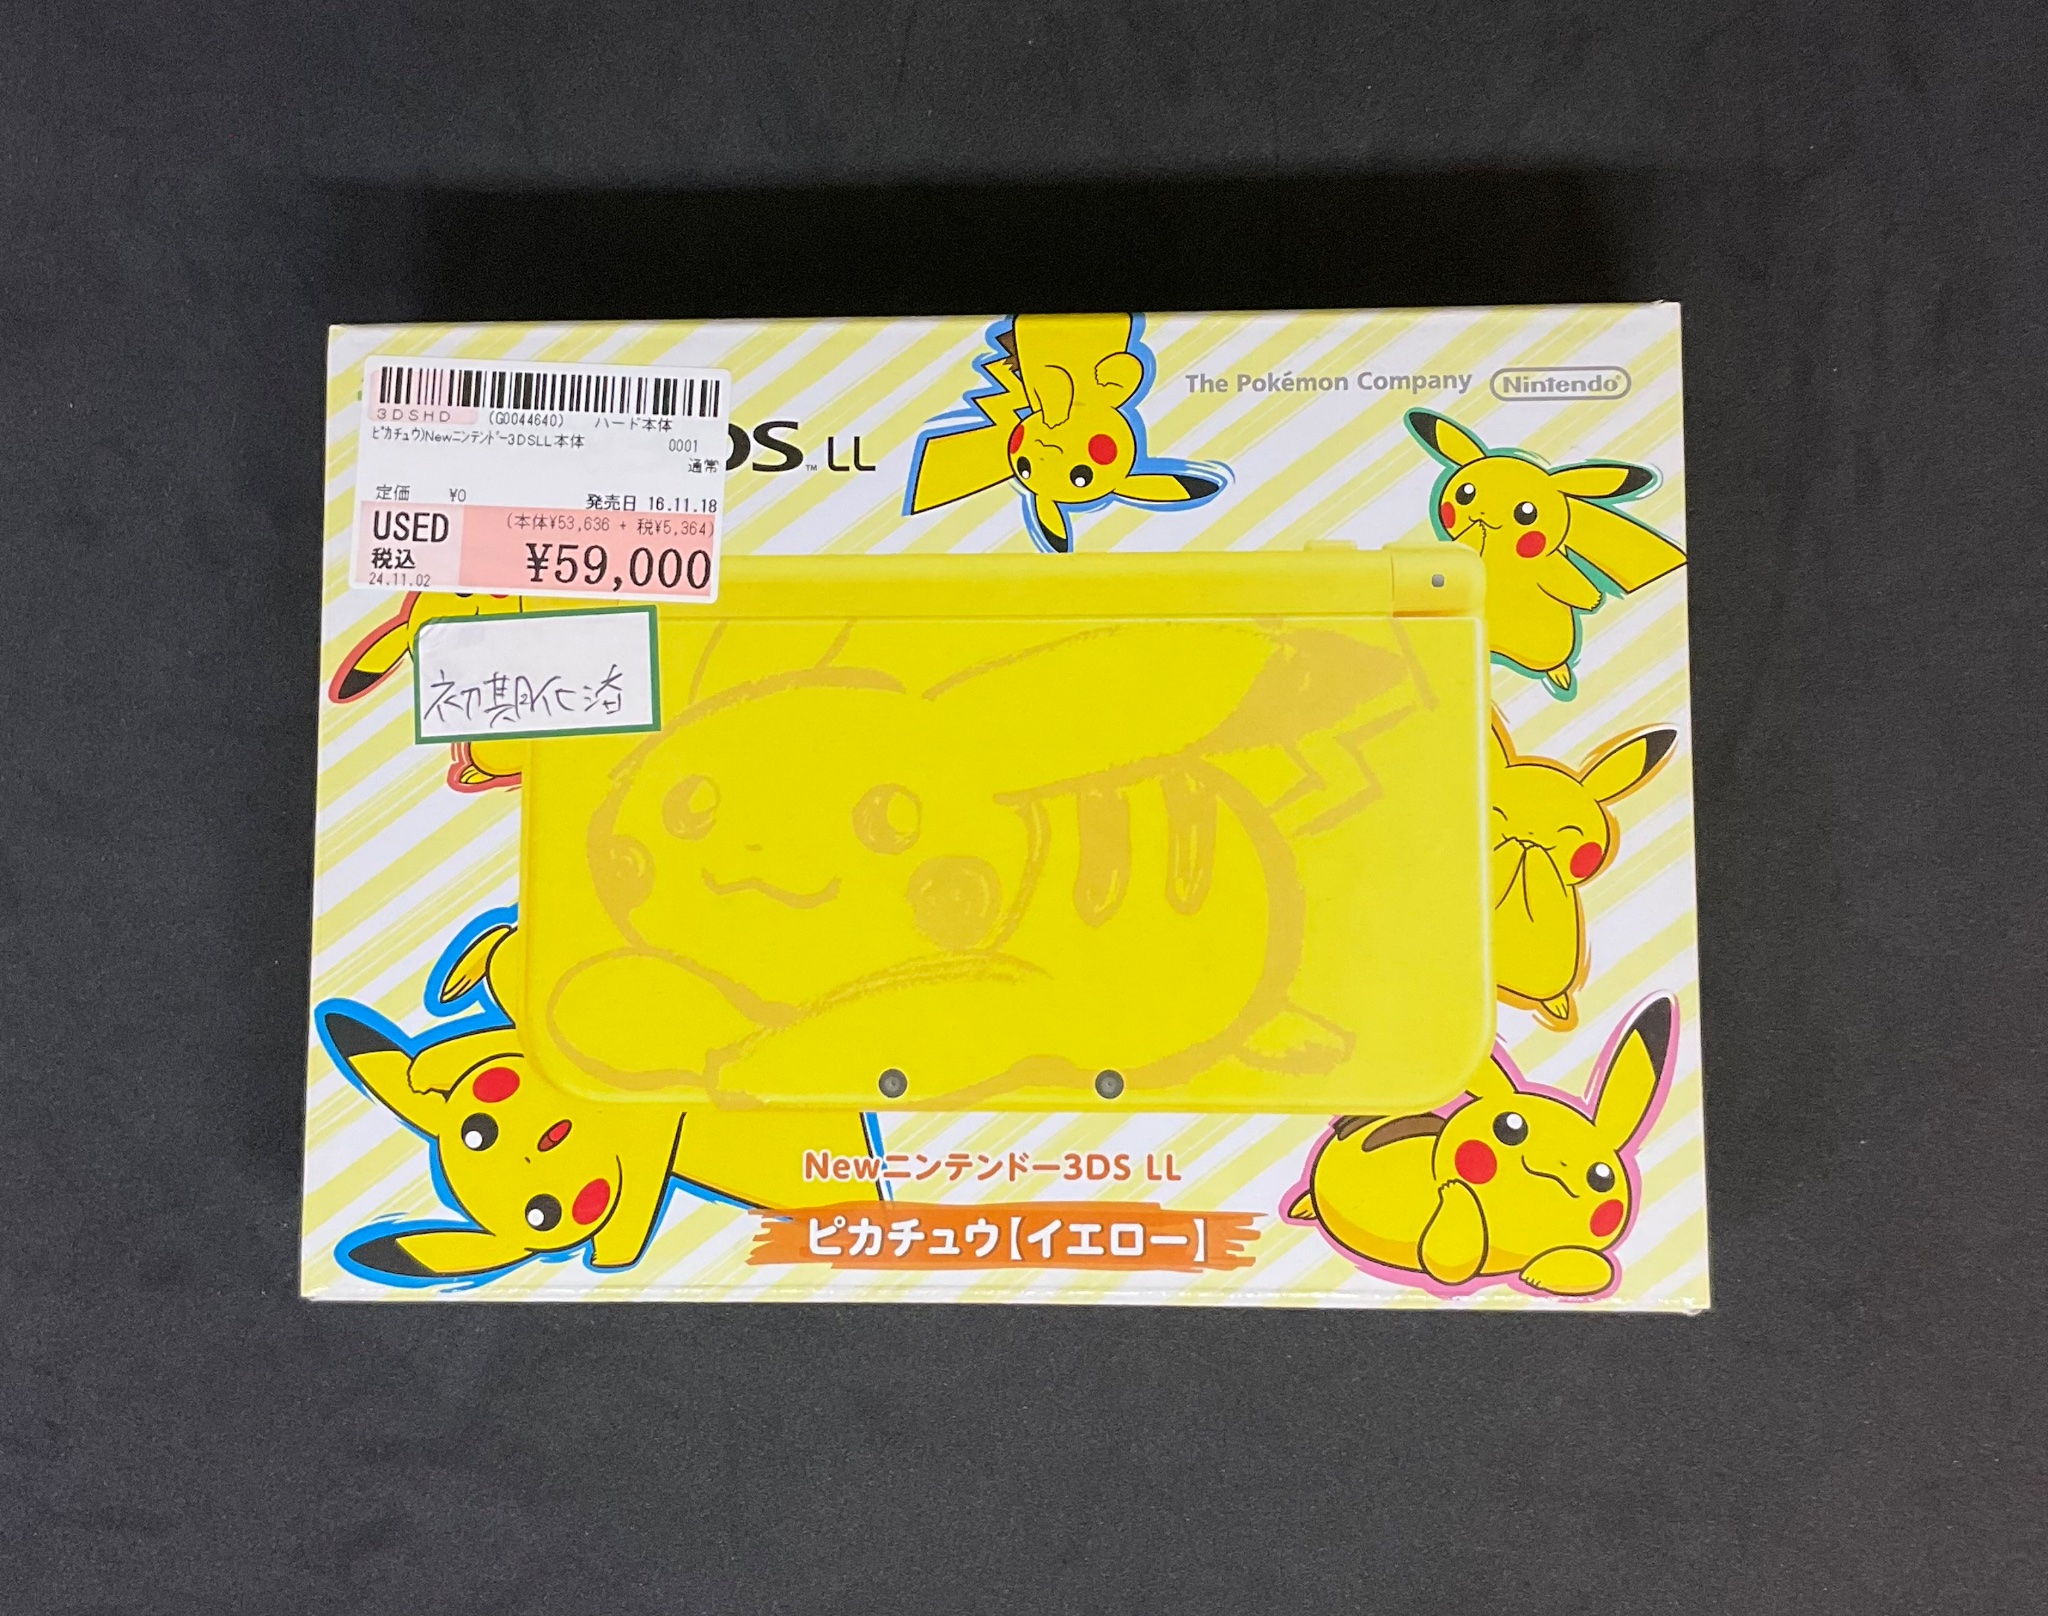 3DSHD (G0044640) ハード本体
ピカチュウ)Newニンテンドー3DSLL本体 0001
通常
定価 ¥0 発売日 16.11.18
USED (本体¥53,636 + 税¥5,364)
税込 ¥59,000
24.11.02
初期化済
DS™ LL
The Pokémon Company Nintendo®
Newニンテンドー3DS LL
ピカチュウ【イエロー】